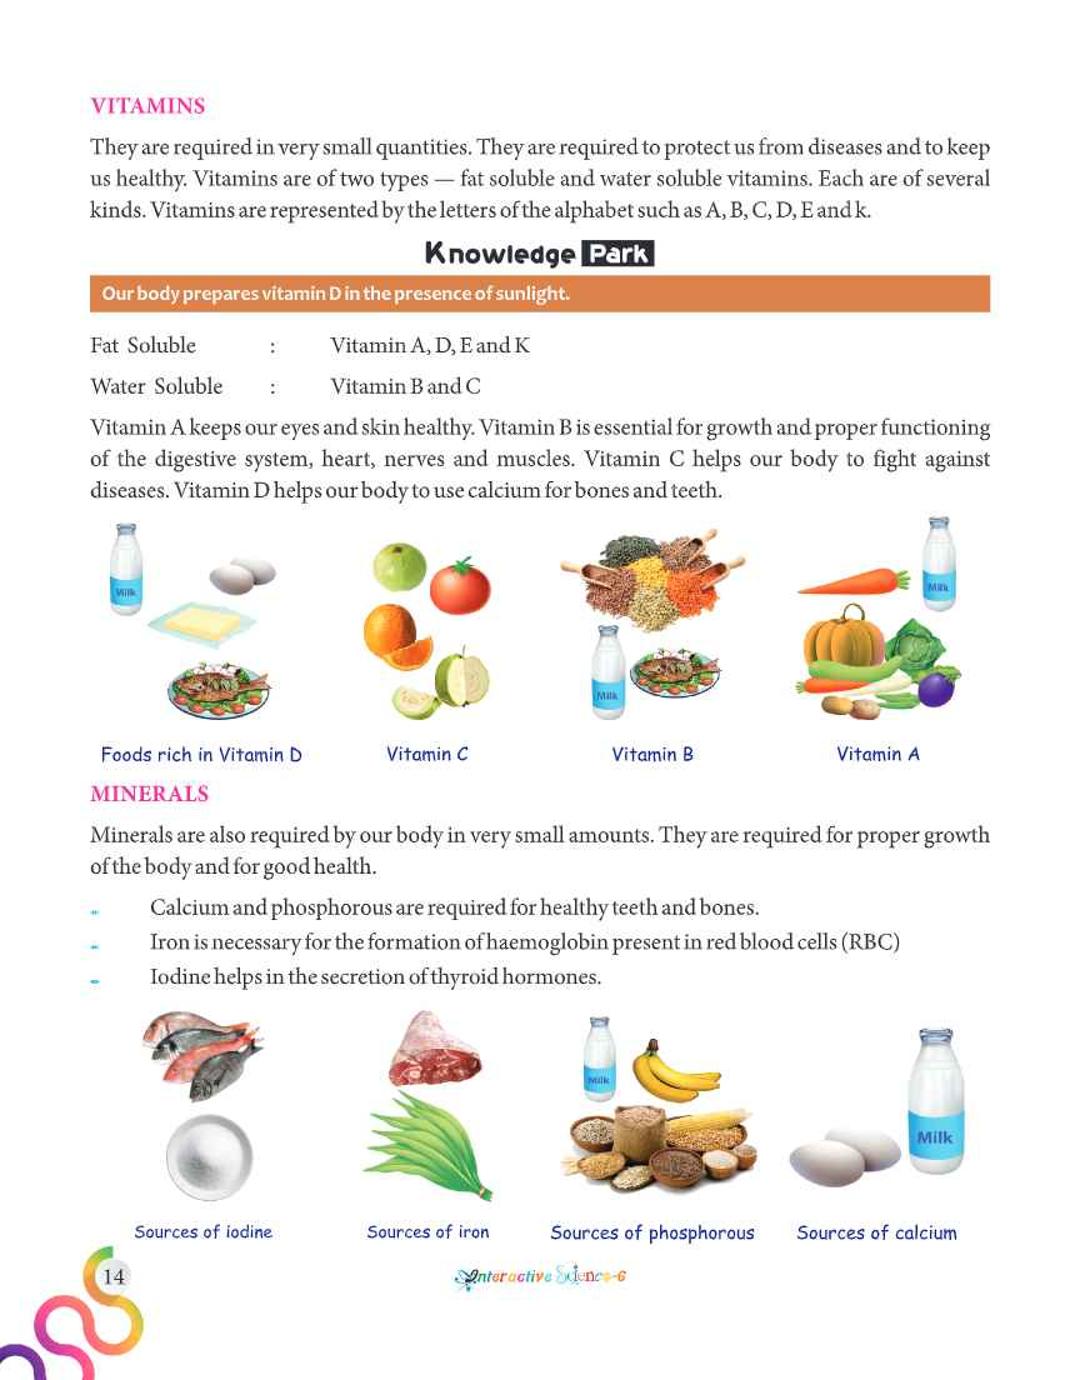 VITAMINS
They are required in very small quantities. They are required to protect us from diseases and to keep
us healthy. Vitamins are of two types — fat soluble and water soluble vitamins. Each are of several
kinds. Vitamins are represented by the letters of the alphabet such as A, B, C, D, E and k.
Knowledge Park
Our body prepares vitamin D in the presence of sunlight.
Fat Soluble : Vitamin A, D, E and K
Water Soluble : Vitamin B and C
Vitamin A keeps our eyes and skin healthy. Vitamin B is essential for growth and proper functioning
of the digestive system, heart, nerves and muscles. Vitamin C helps our body to fight against
diseases. Vitamin D helps our body to use calcium for bones and teeth.
Milk
Milk
Milk
Foods rich in Vitamin D Vitamin C Vitamin B Vitamin A
MINERALS
Minerals are also required by our body in very small amounts. They are required for proper growth
of the body and for good health.
Calcium and phosphorous are required for healthy teeth and bones.
Iron is necessary for the formation of haemoglobin present in red blood cells (RBC)
Iodine helps in the secretion of thyroid hormones.
Milk
Milk
Sources of iodine Sources of iron Sources of phosphorous Sources of calcium
14
Interactive Science-6